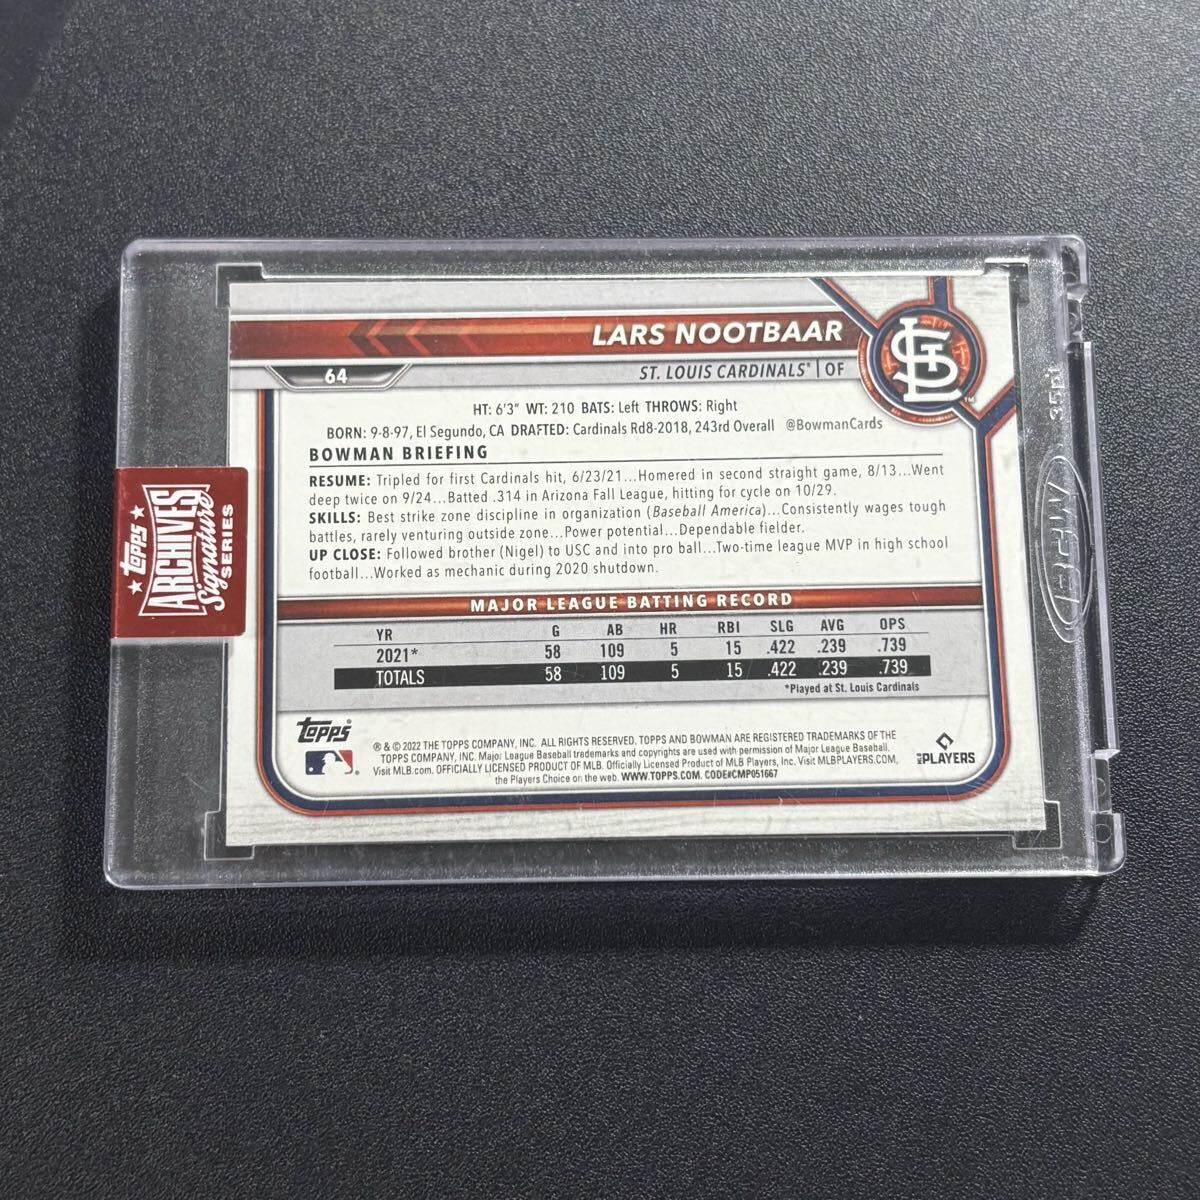 LARS NOOTBAAR
64
ST. LOUIS CARDINALS* | OF
STL
TM
HT: 6'3" WT: 210 BATS: Left THROWS: Right
BORN: 9-8-97, El Segundo, CA DRAFTED: Cardinals Rd8-2018, 243rd Overall @BowmanCards
BOWMAN BRIEFING
RESUME: Tripled for first Cardinals hit, 6/23/21...Homered in second straight game, 8/13...Went
deep twice on 9/24...Batted .314 in Arizona Fall League, hitting for cycle on 10/29.
SKILLS: Best strike zone discipline in organization (Baseball America)...Consistently wages tough
battles, rarely venturing outside zone...Power potential...Dependable fielder.
UP CLOSE: Followed brother (Nigel) to USC and into pro ball...Two-time league MVP in high school
football...Worked as mechanic during 2020 shutdown.
MAJOR LEAGUE BATTING RECORD
YR G AB HR RBI SLG AVG OPS
2021* 58 109 5 15 .422 .239 .739
TOTALS 58 109 5 15 .422 .239 .739
*Played at St. Louis Cardinals
topps
® & © 2022 THE TOPPS COMPANY, INC. ALL RIGHTS RESERVED. TOPPS AND BOWMAN ARE REGISTERED TRADEMARKS OF THE
TOPPS COMPANY, INC. Major League Baseball trademarks and copyrights are used with permission of Major League Baseball.
Visit MLB.com. OFFICIALLY LICENSED PRODUCT OF MLB. Officially Licensed Product of MLB Players, Inc. Visit MLBPLAYERS.COM,
the Players Choice on the web. WWW.TOPPS.COM. CODE#CMP051667
MLB PLAYERS
★ topps ★
ARCHIVES
Signature
SERIES
35pt
BCW